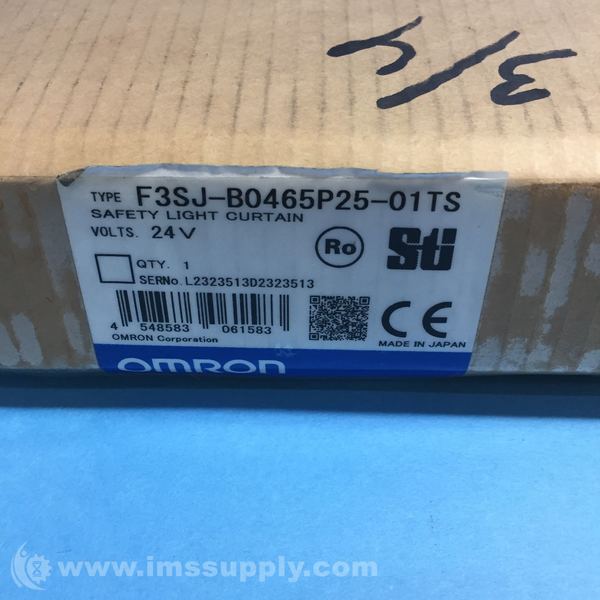 3/4
TYPE F3SJ-B0465P25-01TS
SAFETY LIGHT CURTAIN
VOLTS. 24V
Ro
Sti
QTY. 1
SERNo. L2323513D2323513
4 548583 061583
CE
OMRON Corporation
MADE IN JAPAN
OMRON
www.imssupply.com